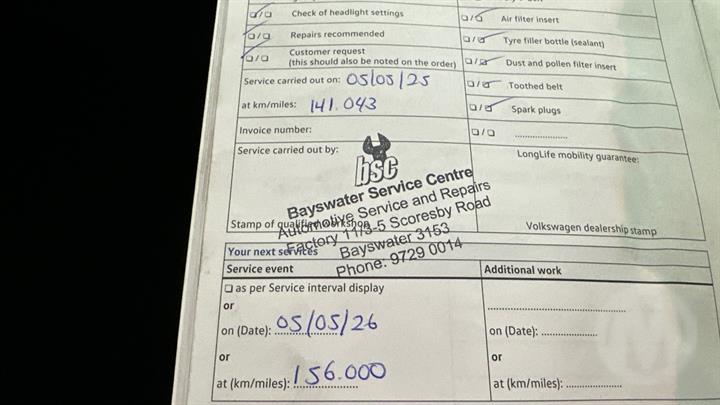 Check of headlight settings
Air filter insert
Repairs recommended
Tyre filler bottle (sealant)
Customer request
(this should also be noted on the order)
Dust and pollen filter insert
Service carried out on: 05/05/25
Toothed belt
at km/miles: 141.043
Spark plugs
Invoice number:
Service carried out by:
LongLife mobility guarantee:
bsc
Bayswater Service Centre
Automotive Service and Repairs
Factory 11/3-5 Scoresby Road
Bayswater 3153
Phone: 9729 0014
Stamp of qualified workshop
Volkswagen dealership stamp
Your next services
Service event
Additional work
as per Service interval display
or
on (Date): 05/05/26
on (Date):
or
or
at (km/miles): 156.000
at (km/miles):